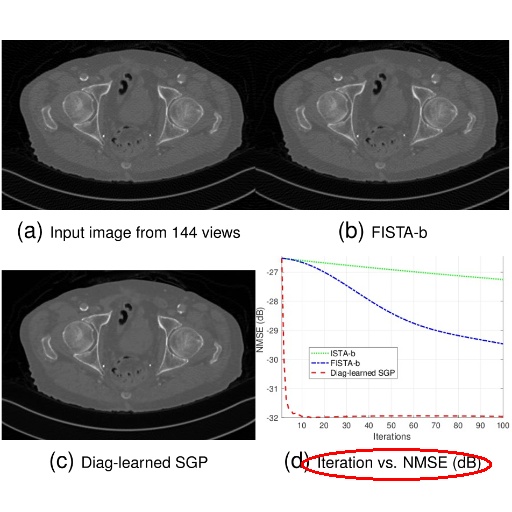 (a) Input image from 144 views
(b) FISTA-b
-27
-28
-29
-30
-31
-32
NMSE (dB)
ISTA-b
FISTA-b
Diag-learned SGP
10 20 30 40 50 60 70 80 90 100
Iterations
(c) Diag-learned SGP
(d) Iteration vs. NMSE (dB)